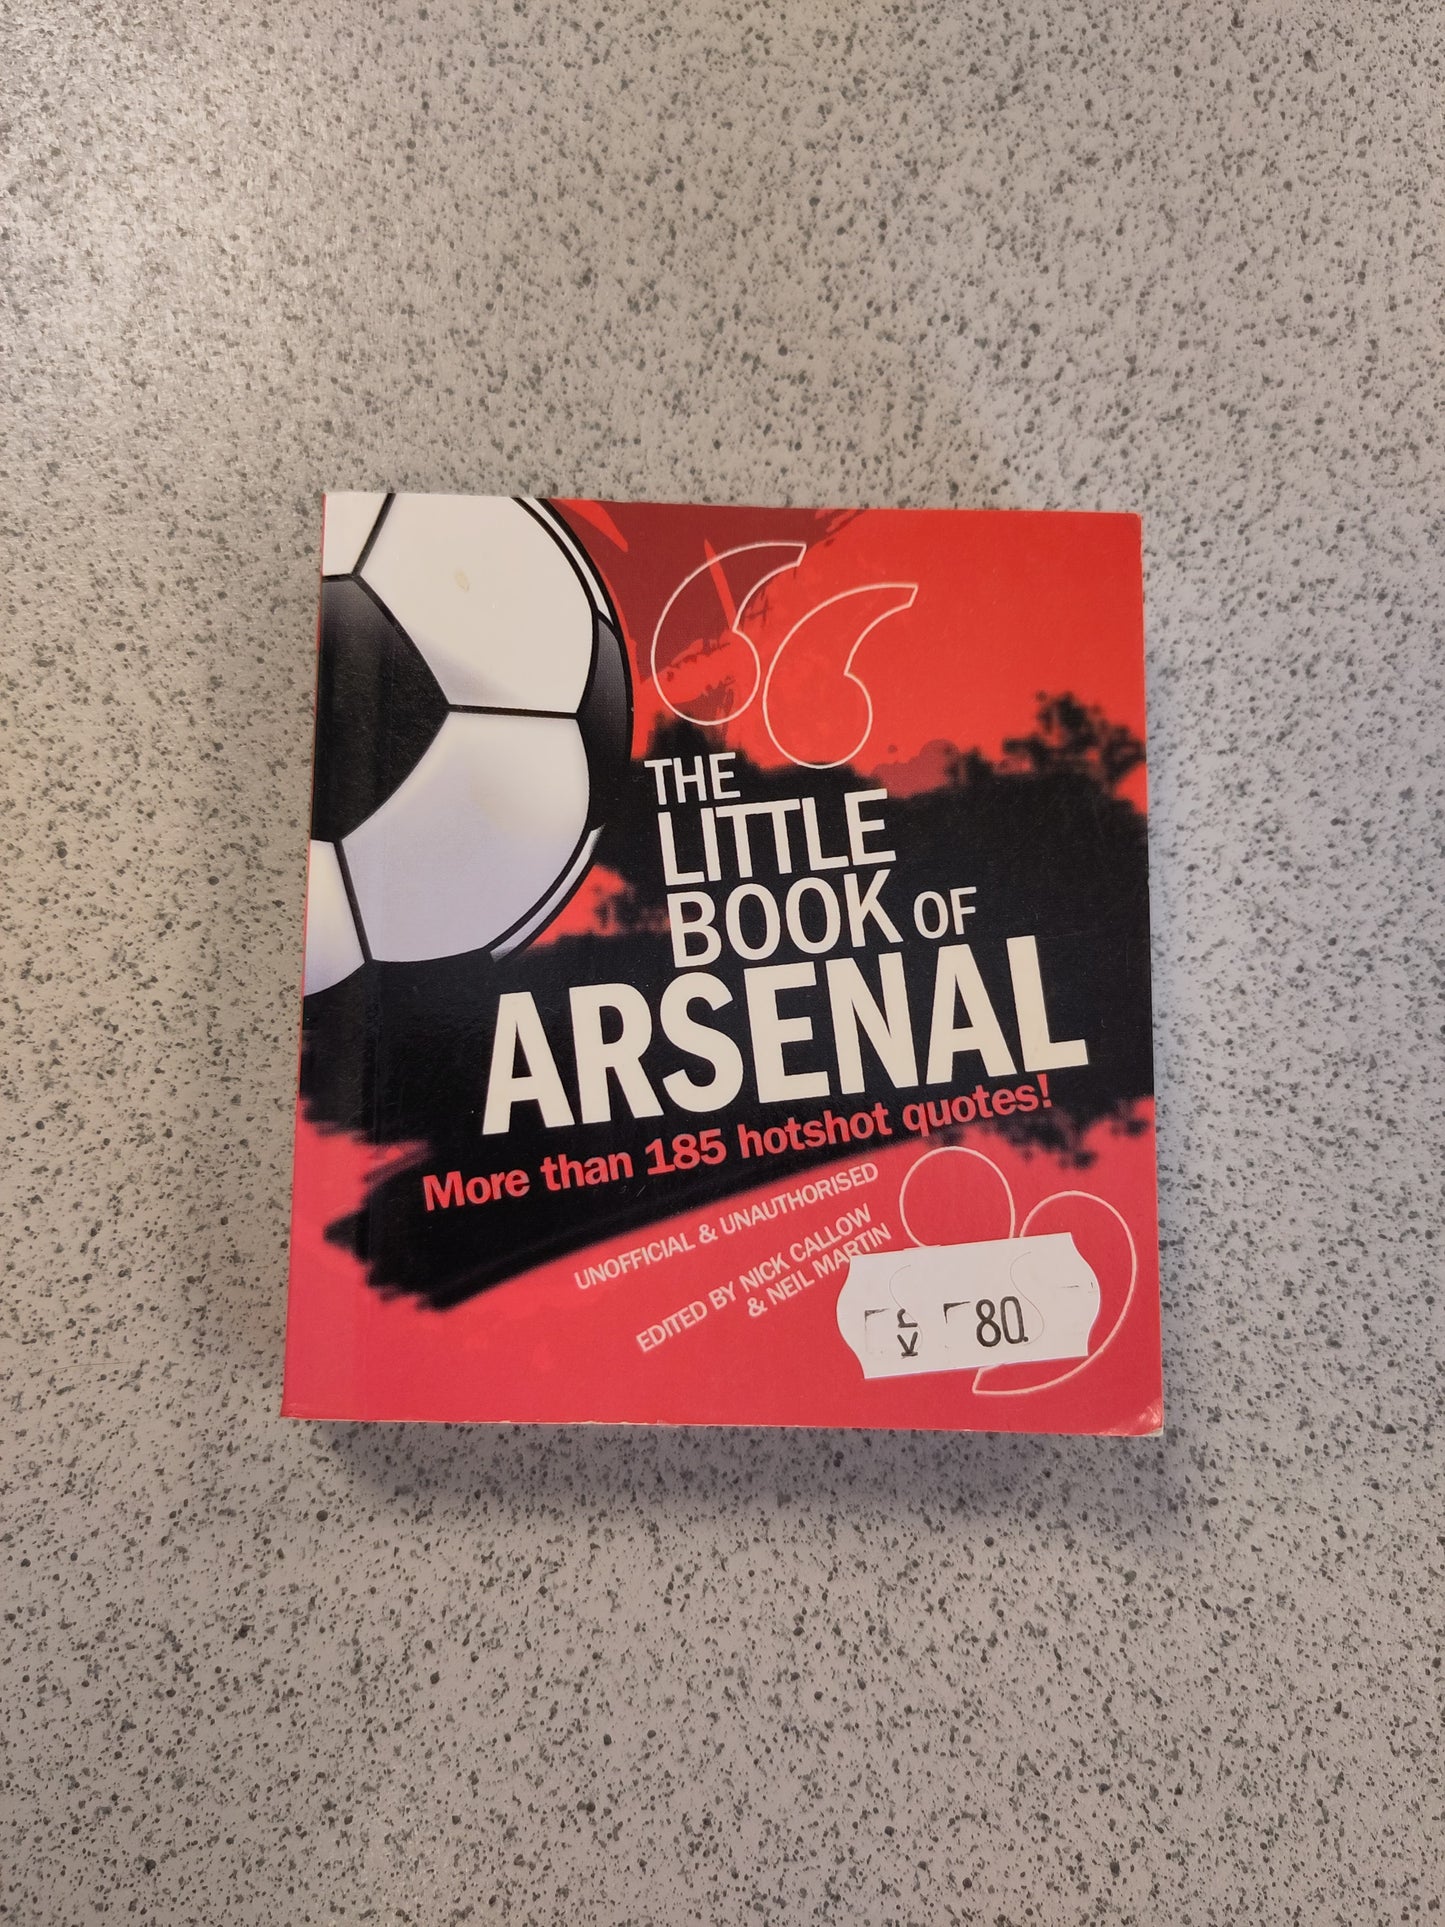 THE
LITTLE
BOOK OF
ARSENAL
More than 185 hotshot quotes!
UNOFFICIAL & UNAUTHORISED
EDITED BY NICK CALLOW
& NEIL MARTIN
Kr 80